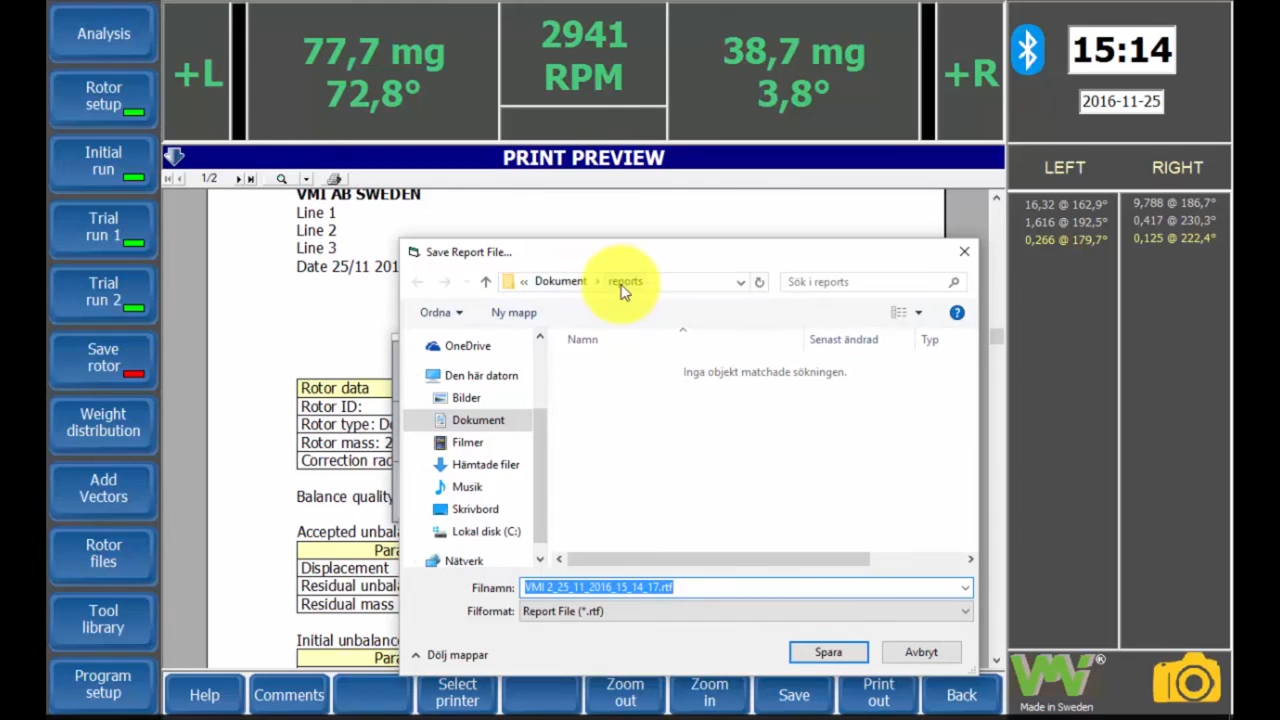 Analysis
Rotor
setup
Initial
run
Trial
run 1
Trial
run 2
Save
rotor
Weight
distribution
Add
Vectors
Rotor
files
Tool
library
Program
setup
+L
77,7 mg
72,8°
2941
RPM
38,7 mg
3,8°
+R
15:14
2016-11-25
PRINT PREVIEW
1/2
VMI AB SWEDEN
Line 1
Line 2
Line 3
Date 25/11 201
Rotor data
Rotor ID:
Rotor type: D
Rotor mass: 2
Correction rad
Balance quality
Accepted unbala
Para
Displacement
Residual unbala
Residual mass
Initial unbalance
Para
Save Report File...
« Dokument › reports
Sök i reports
Ordna
Ny mapp
OneDrive
Den här datorn
Bilder
Dokument
Filmer
Hämtade filer
Musik
Skrivbord
Lokal disk (C:)
Nätverk
Namn
Senast ändrad
Typ
Inga objekt matchade sökningen.
Filnamn:
VMI 2_25_11_2016_15_14_17.rtf
Filformat:
Report File (*.rtf)
Dölj mappar
Spara
Avbryt
Help
Comments
Select
printer
Zoom
out
Zoom
in
Save
Print
out
Back
LEFT
RIGHT
16,32 @ 162,9°
9,788 @ 186,7°
1,616 @ 192,5°
0,417 @ 230,3°
0,266 @ 179,7°
0,125 @ 222,4°
VMI®
Made in Sweden